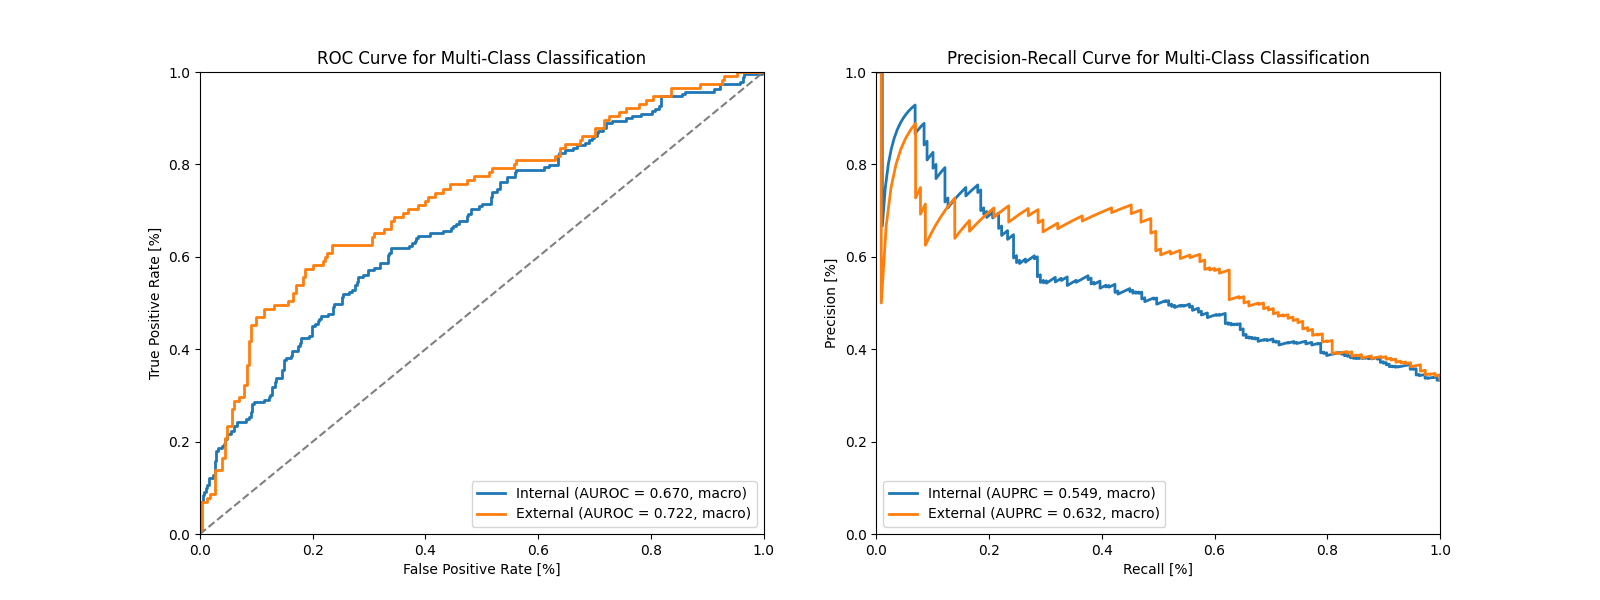 ROC Curve for Multi-Class Classification
1.0
0.8
0.6
0.4
0.2
0.0
True Positive Rate [%]
0.0 0.2 0.4 0.6 0.8 1.0
False Positive Rate [%]
Internal (AUROC = 0.670, macro)
External (AUROC = 0.722, macro)
Precision-Recall Curve for Multi-Class Classification
1.0
0.8
0.6
0.4
0.2
0.0
Precision [%]
0.0 0.2 0.4 0.6 0.8 1.0
Recall [%]
Internal (AUPRC = 0.549, macro)
External (AUPRC = 0.632, macro)